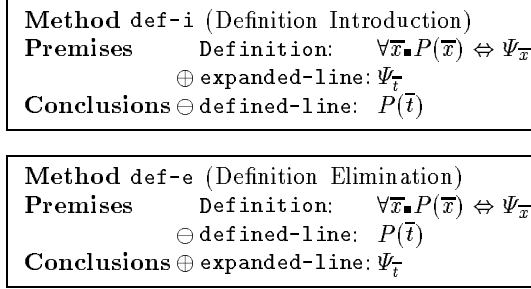 Method def-i (Definition Introduction)
Premises Definition: ∀x̅▪P(x̅) ⇔ Ψx̅
⊕ expanded-line: Ψt̅
Conclusions ⊖ defined-line: P(t̅)
Method def-e (Definition Elimination)
Premises Definition: ∀x̅▪P(x̅) ⇔ Ψx̅
⊖ defined-line: P(t̅)
Conclusions ⊕ expanded-line: Ψt̅